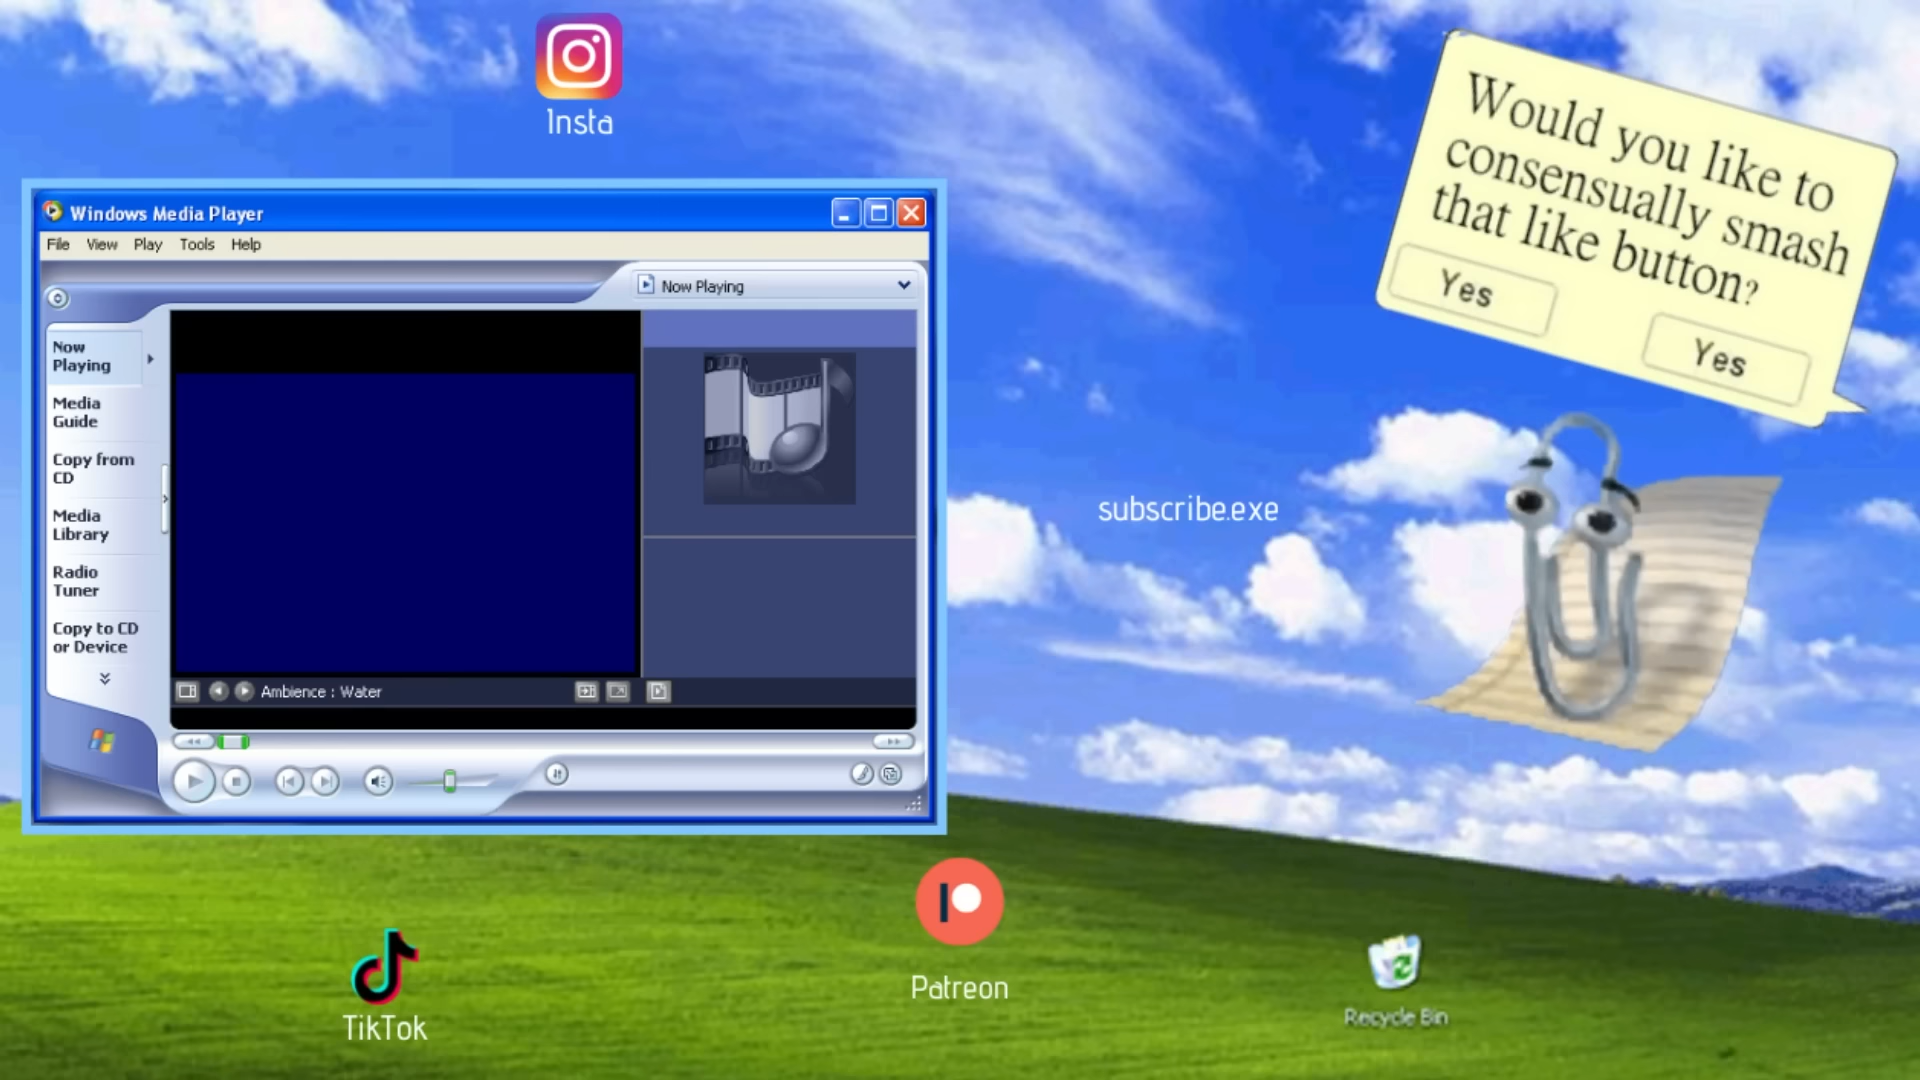 Insta
Would you like to
consensually smash
that like button?
Yes
Yes
Windows Media Player
File View Play Tools Help
Now Playing
Now
Playing
Media
Guide
Copy from
CD
Media
Library
Radio
Tuner
Copy to CD
or Device
Ambience : Water
subscribe.exe
Patreon
TikTok
Recycle Bin